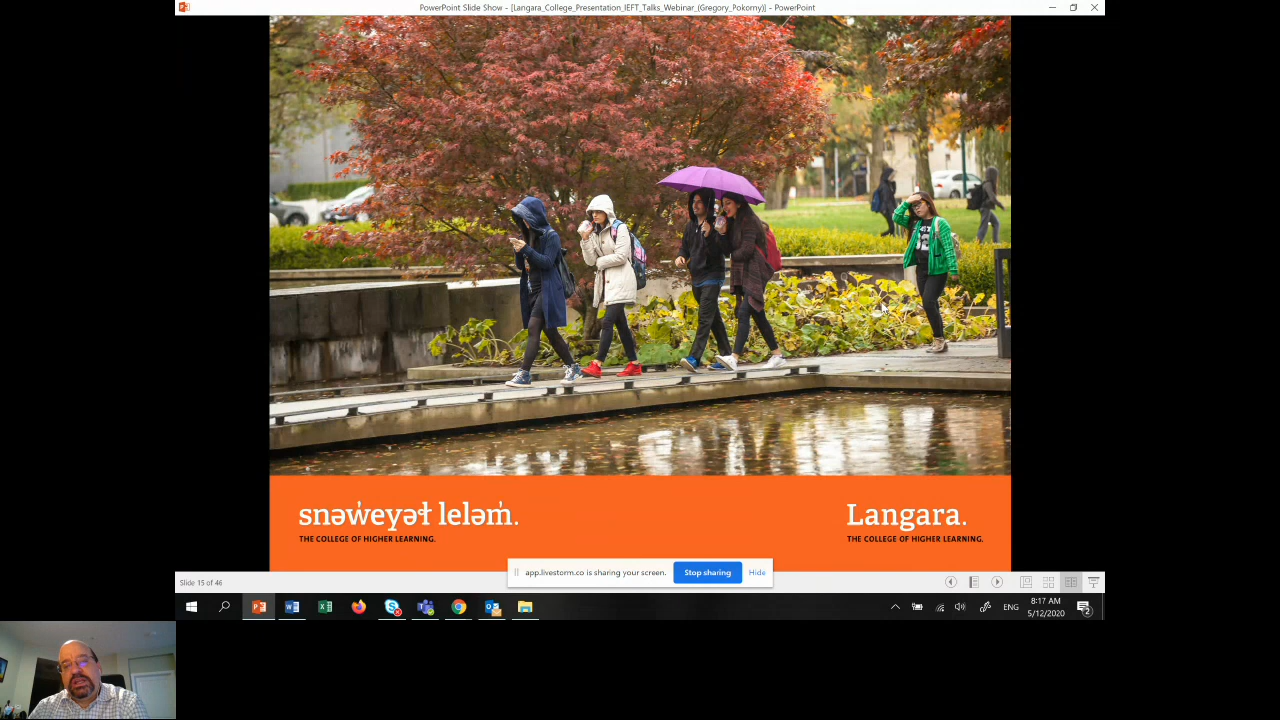 PowerPoint Slide Show - [Langara_College_Presentation_IEFT_Talks_Webinar_(Gregory_Pokorny)] - PowerPoint
snəw̓eyəɬ leləm̓.
THE COLLEGE OF HIGHER LEARNING.
Langara.
THE COLLEGE OF HIGHER LEARNING.
app.livestorm.co is sharing your screen.
Stop sharing
Hide
Slide 15 of 46
ENG
8:17 AM
5/12/2020
2